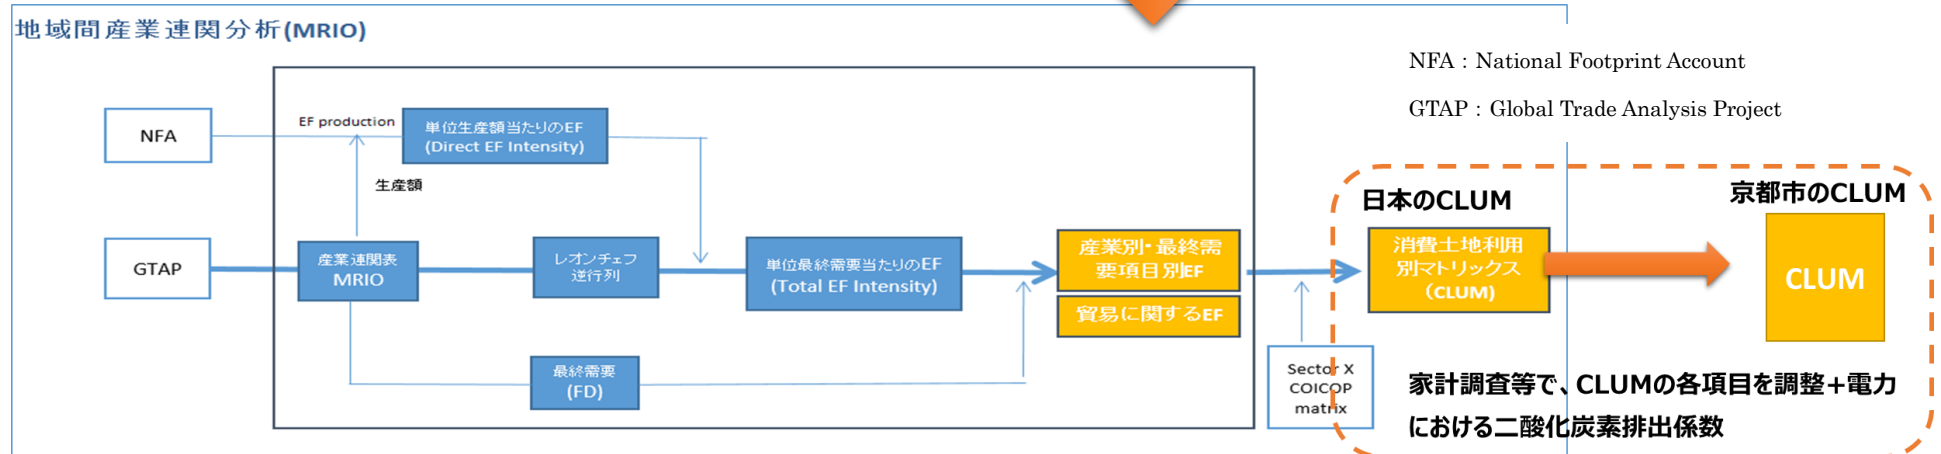 地域間産業連関分析(MRIO)
NFA : National Footprint Account
GTAP : Global Trade Analysis Project
NFA
EF production
単位生産額当たりのEF
(Direct EF Intensity)
生産額
GTAP
産業連関表
MRIO
レオンチェフ
逆行列
単位最終需要当たりのEF
(Total EF Intensity)
産業別・最終需
要項目別EF
貿易に関するEF
最終需要
(FD)
Sector X
COICOP
matrix
日本のCLUM
消費土地利用
別マトリックス
(CLUM)
京都市のCLUM
CLUM
家計調査等で、CLUMの各項目を調整+電力
における二酸化炭素排出係数